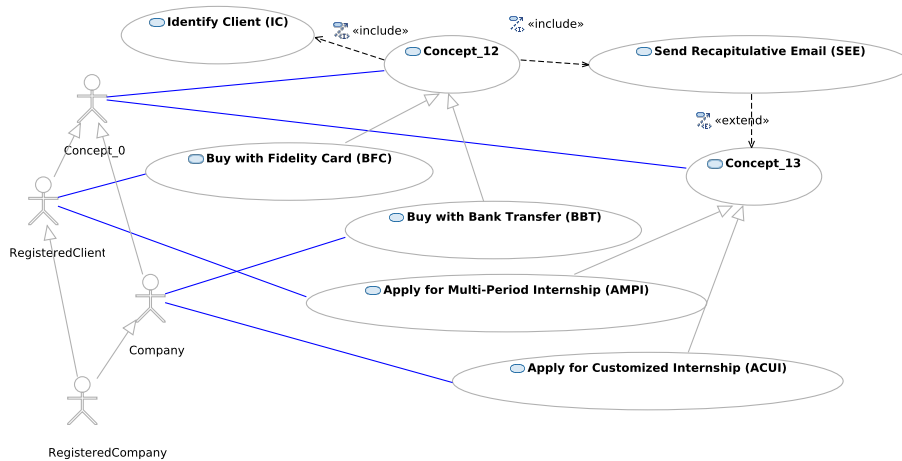 Identify Client (IC)
«include»
«include»
Concept_12
Send Recapitulative Email (SEE)
«extend»
Concept_0
Buy with Fidelity Card (BFC)
Concept_13
Buy with Bank Transfer (BBT)
RegisteredClient
Apply for Multi-Period Internship (AMPI)
Company
Apply for Customized Internship (ACUI)
RegisteredCompany